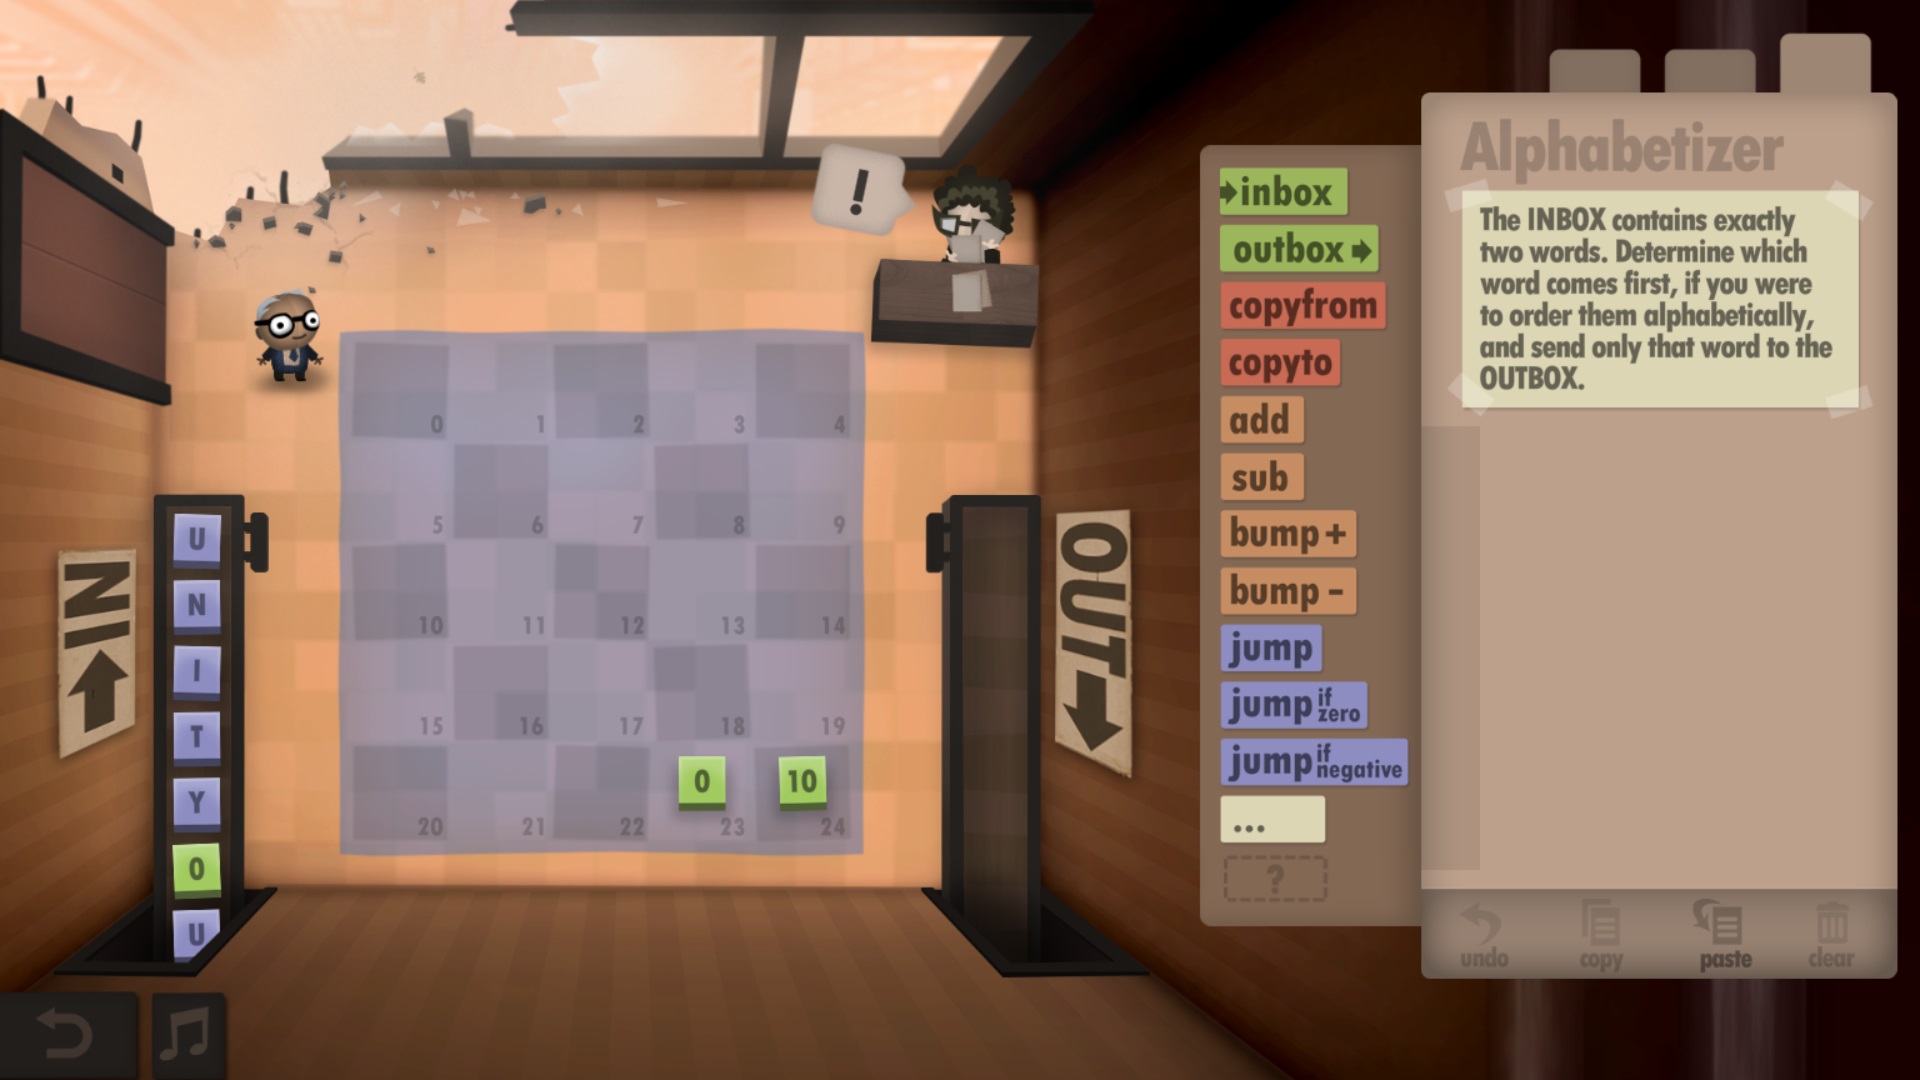 !
IN
U
N
I
T
Y
0
U
0
1
2
3
4
5
6
7
8
9
10
11
12
13
14
15
16
17
18
19
0
10
20
21
22
23
24
OUT
inbox
outbox
copyfrom
copyto
add
sub
bump +
bump -
jump
jump if zero
jump if negative
...
?
Alphabetizer
The INBOX contains exactly
two words. Determine which
word comes first, if you were
to order them alphabetically,
and send only that word to the
OUTBOX.
undo
copy
paste
clear